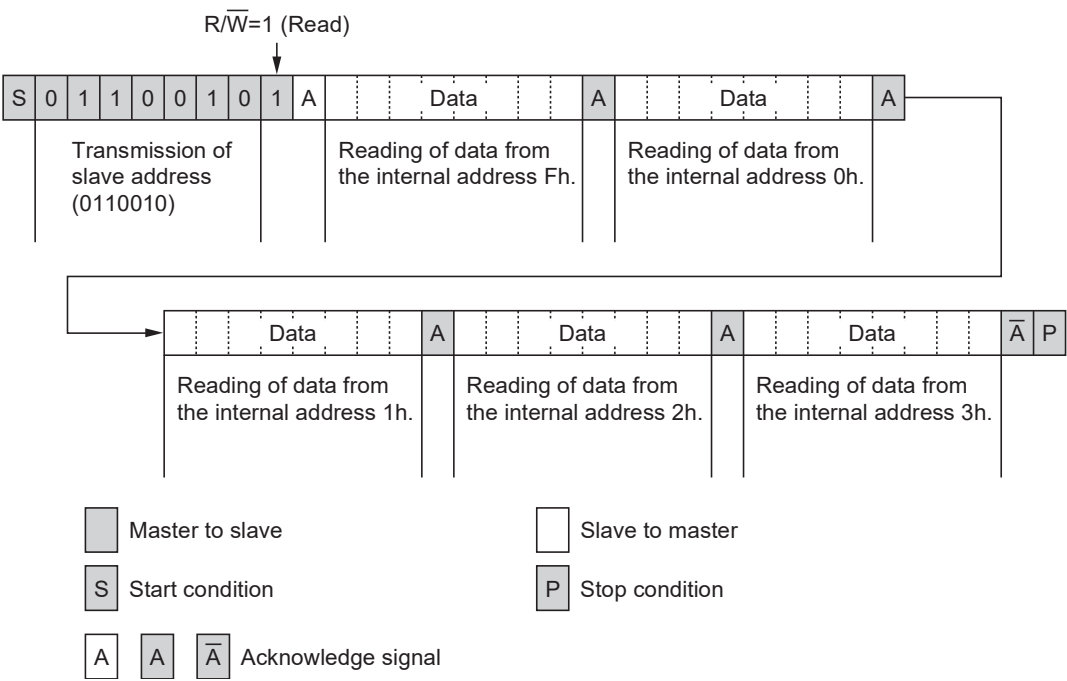 R/W̅=1 (Read)
S 0 1 1 0 0 1 0 1 A Data A Data A
Transmission of
slave address
(0110010)
Reading of data from
the internal address Fh.
Reading of data from
the internal address 0h.
Data A Data A Data A̅ P
Reading of data from
the internal address 1h.
Reading of data from
the internal address 2h.
Reading of data from
the internal address 3h.
Master to slave
Slave to master
S Start condition
P Stop condition
A A A̅ Acknowledge signal